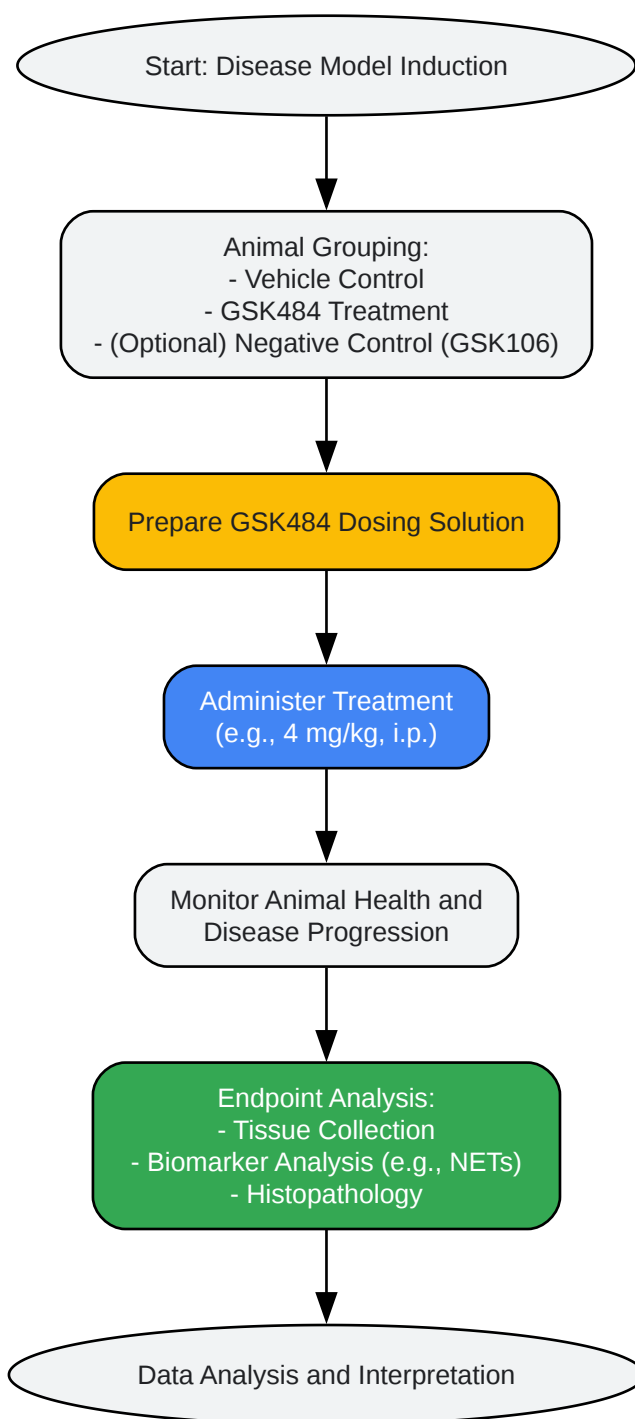 Start: Disease Model Induction
Animal Grouping:
- Vehicle Control
- GSK484 Treatment
- (Optional) Negative Control (GSK106)
Prepare GSK484 Dosing Solution
Administer Treatment
(e.g., 4 mg/kg, i.p.)
Monitor Animal Health and
Disease Progression
Endpoint Analysis:
- Tissue Collection
- Biomarker Analysis (e.g., NETs)
- Histopathology
Data Analysis and Interpretation